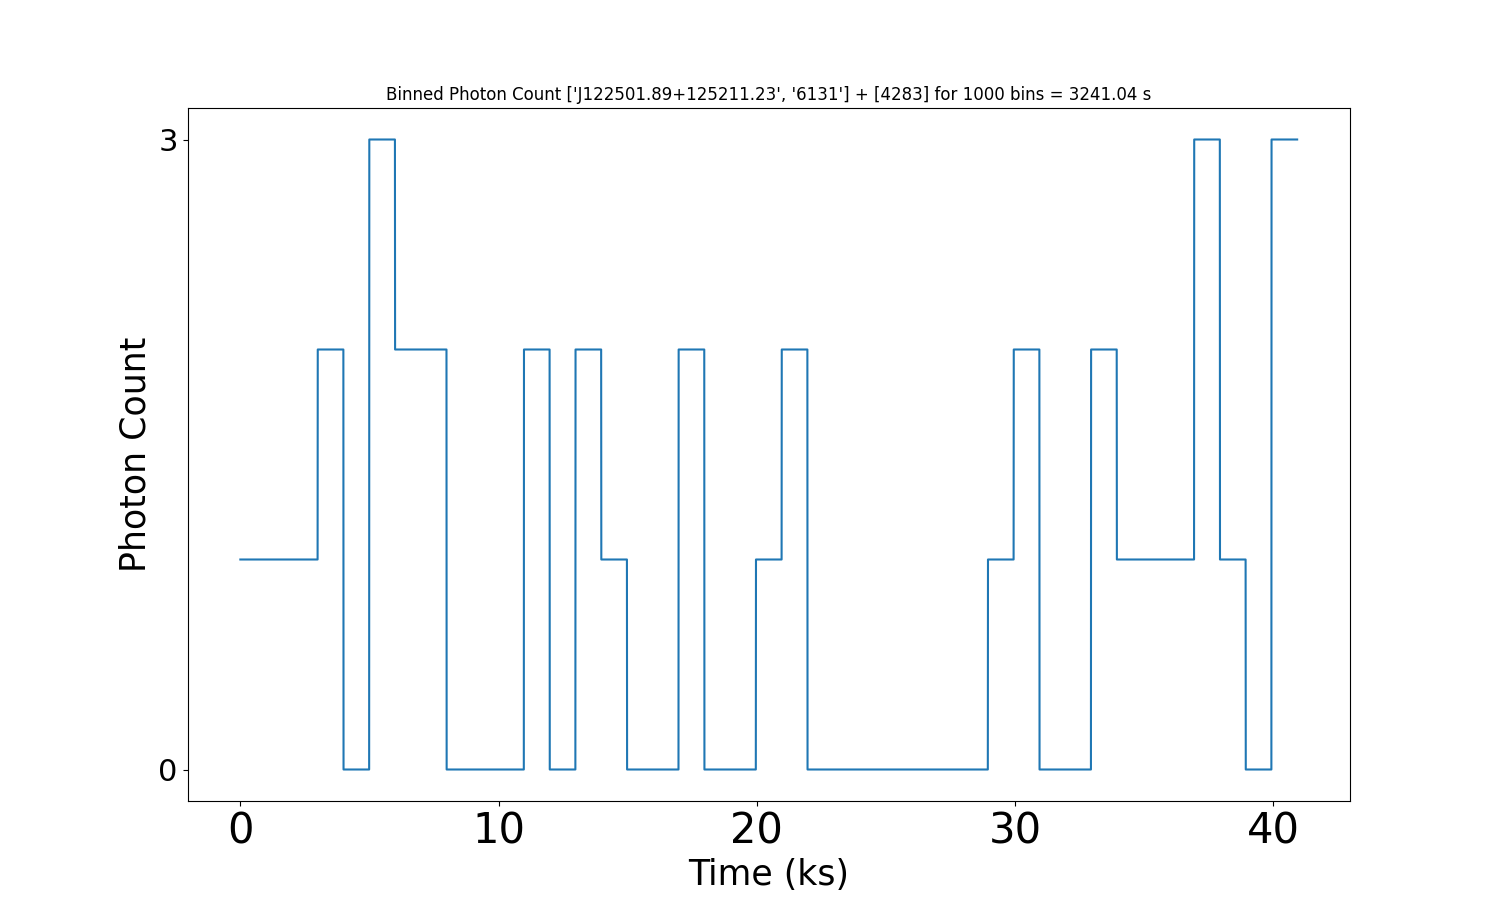 Binned Photon Count ['J122501.89+125211.23', '6131'] + [4283] for 1000 bins = 3241.04 s
3
Photon Count
0
0 10 20 30 40
Time (ks)